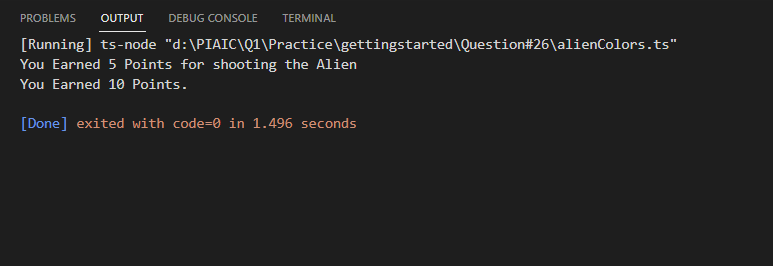 PROBLEMS OUTPUT DEBUG CONSOLE TERMINAL
[Running] ts-node "d:\PIAIC\Q1\Practice\gettingstarted\Question#26\alienColors.ts"
You Earned 5 Points for shooting the Alien
You Earned 10 Points.
[Done] exited with code=0 in 1.496 seconds